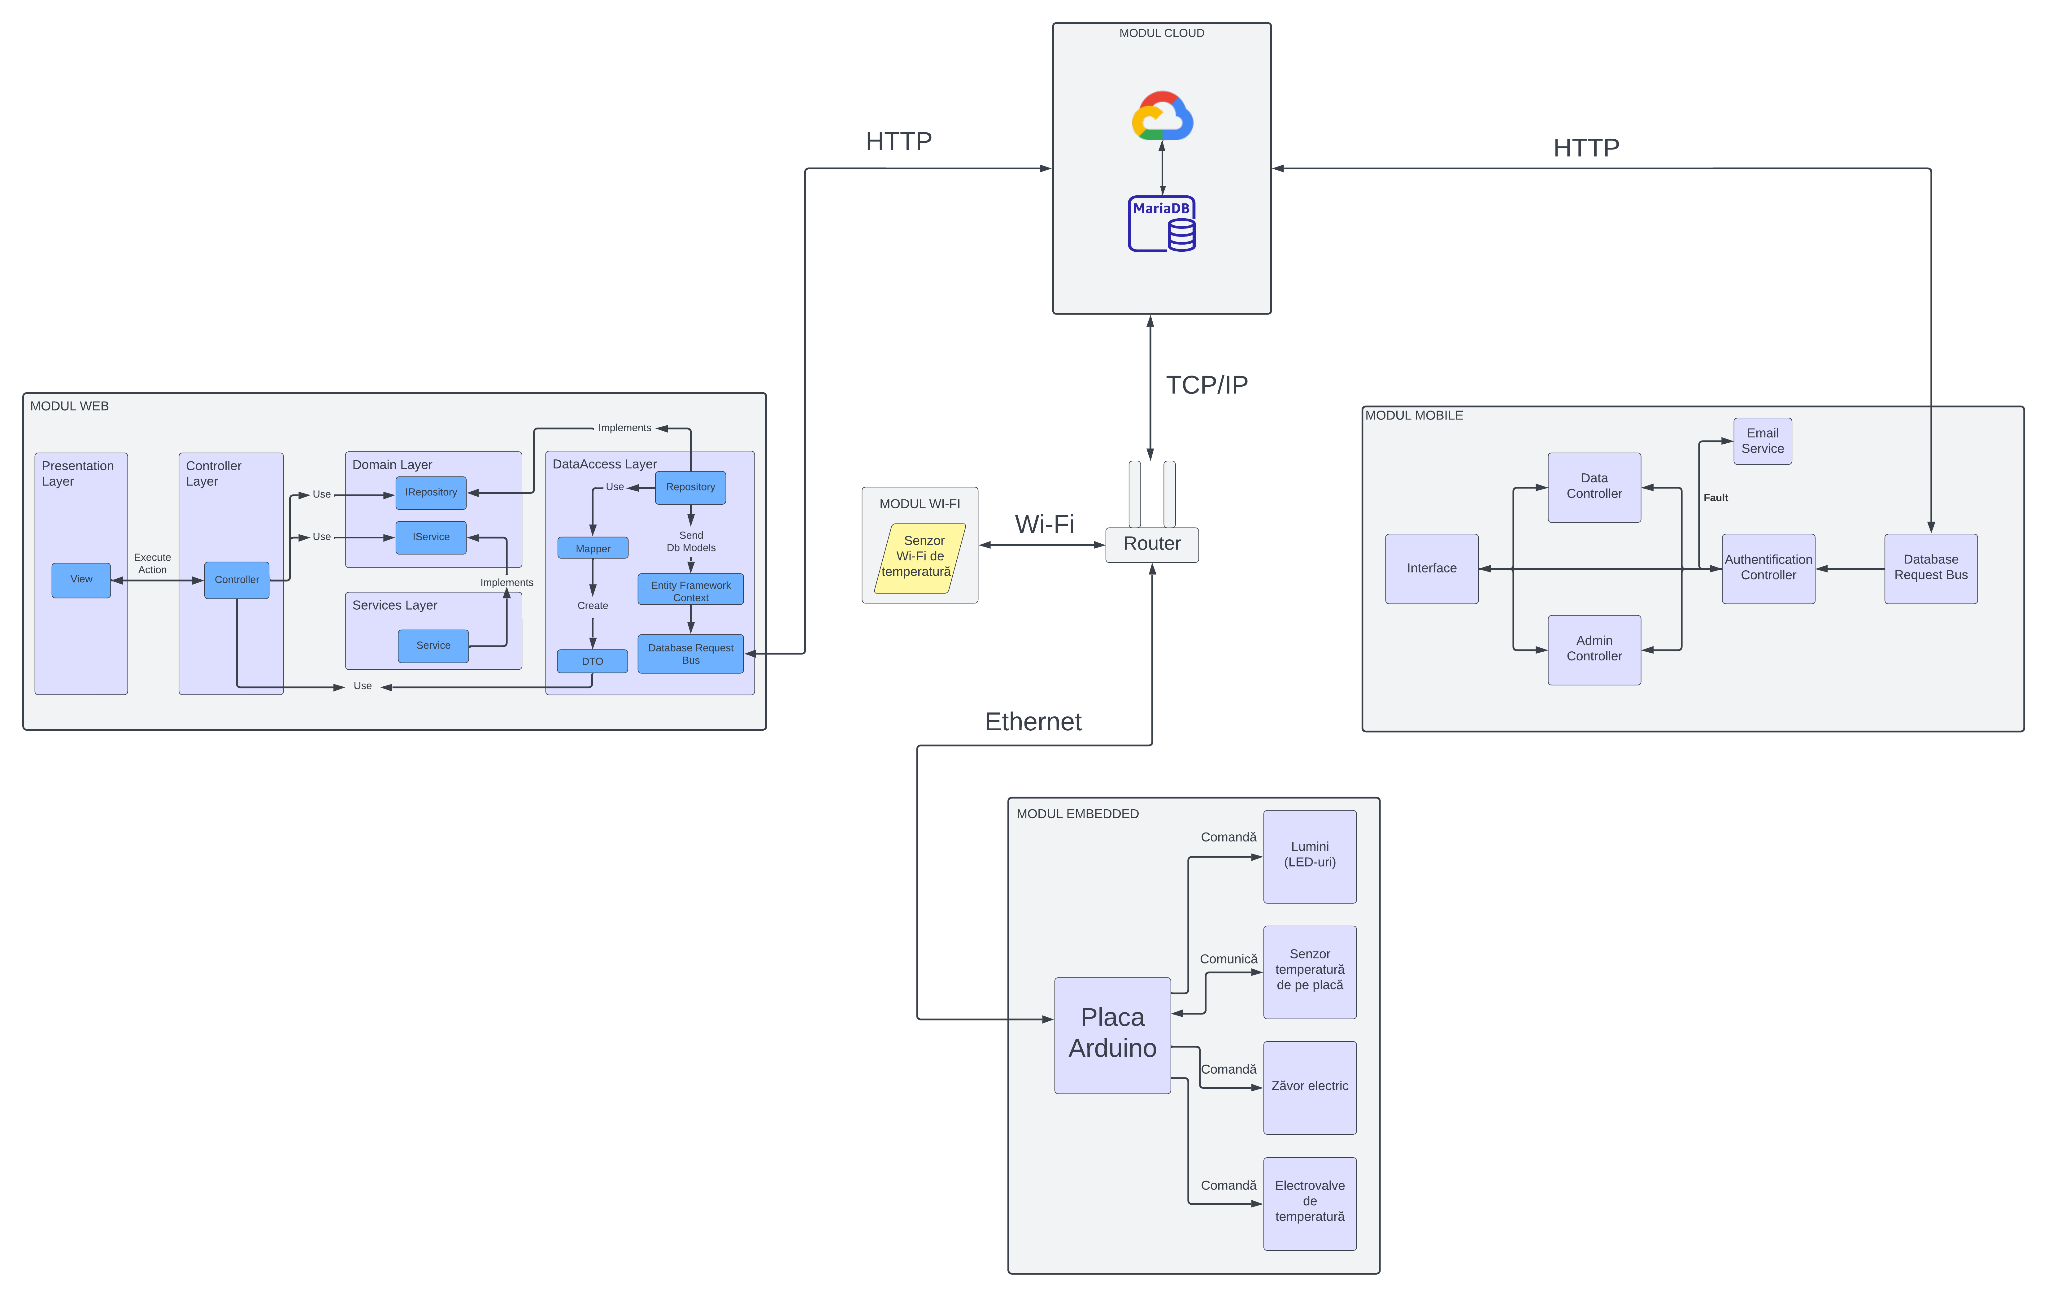 MODUL CLOUD
MariaDB
HTTP
HTTP
TCP/IP
MODUL WEB
Presentation
Layer
View
Execute
Action
Controller
Layer
Controller
Use
Use
Use
Domain Layer
IRepository
IService
Implements
Services Layer
Service
Implements
DataAccess Layer
Repository
Use
Mapper
Send
Db Models
Create
Entity Framework
Context
DTO
Database Request
Bus
MODUL WI-FI
Senzor
Wi-Fi de
temperatură
Wi-Fi
Router
Ethernet
MODUL MOBILE
Email
Service
Data
Controller
Fault
Interface
Authentification
Controller
Database
Request Bus
Admin
Controller
MODUL EMBEDDED
Placa
Arduino
Comandă
Lumini
(LED-uri)
Comunică
Senzor
temperatură
de pe placă
Comandă
Zăvor electric
Comandă
Electrovalve
de
temperatură